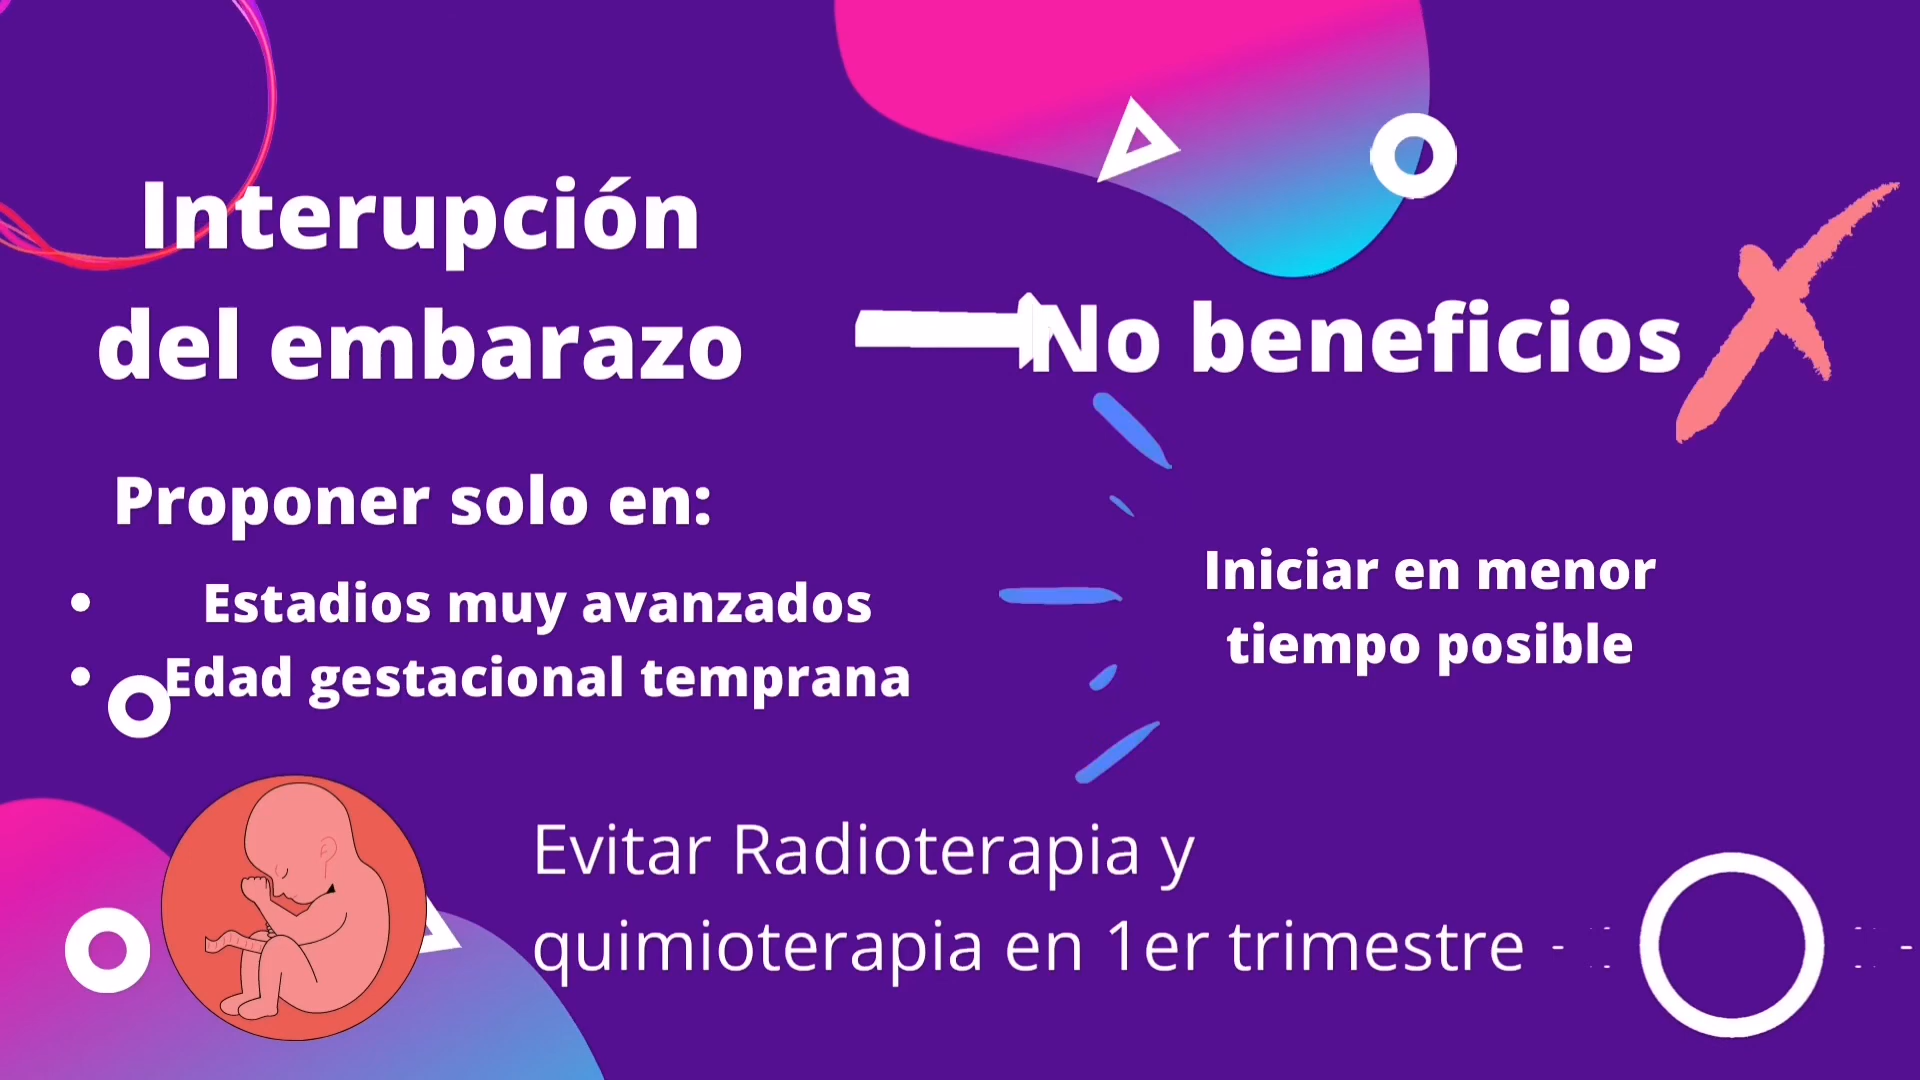 Interupción
del embarazo
No beneficios
Proponer solo en:
• Estadios muy avanzados
• Edad gestacional temprana
Iniciar en menor
tiempo posible
Evitar Radioterapia y
quimioterapia en 1er trimestre